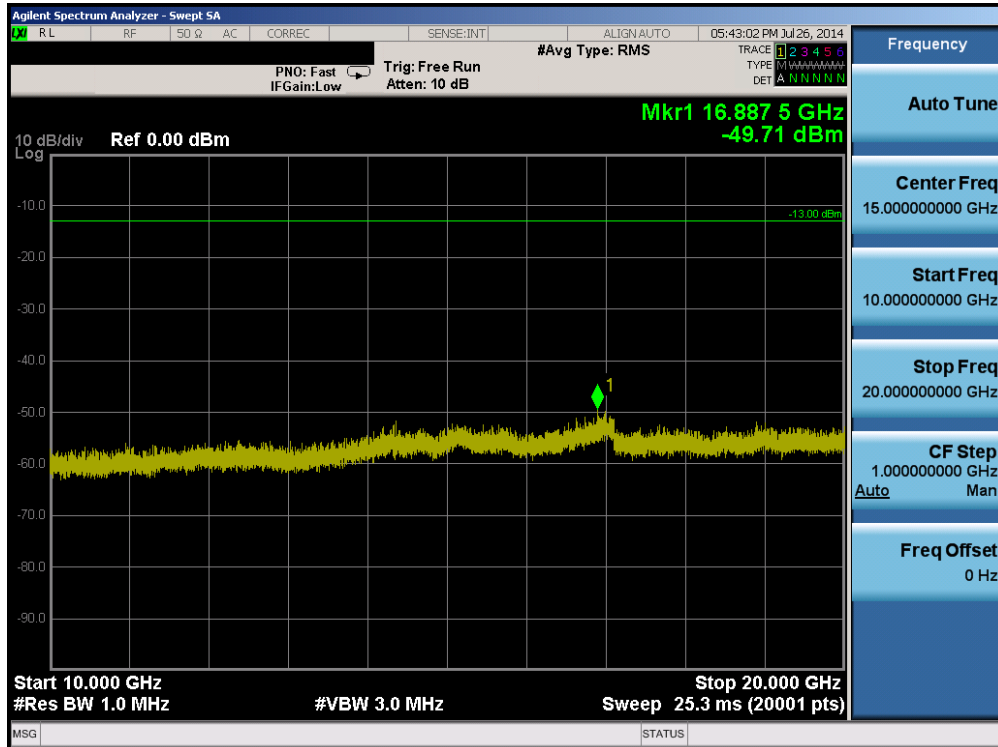 Agilent Spectrum Analyzer - Swept SA
LXI RL RF 50 Ω AC CORREC SENSE:INT ALIGN AUTO 05:43:02 PM Jul 26, 2014
#Avg Type: RMS
TRACE 1 2 3 4 5 6
TYPE M
DET A N N N N N
PNO: Fast
IFGain:Low
Trig: Free Run
Atten: 10 dB
Mkr1 16.887 5 GHz
-49.71 dBm
10 dB/div Ref 0.00 dBm
Log
-10.0
-13.00 dBm
-20.0
-30.0
-40.0
1
-50.0
-60.0
-70.0
-80.0
-90.0
Start 10.000 GHz Stop 20.000 GHz
#Res BW 1.0 MHz #VBW 3.0 MHz Sweep 25.3 ms (20001 pts)
MSG STATUS
Frequency
Auto Tune
Center Freq
15.000000000 GHz
Start Freq
10.000000000 GHz
Stop Freq
20.000000000 GHz
CF Step
1.000000000 GHz
Auto Man
Freq Offset
0 Hz